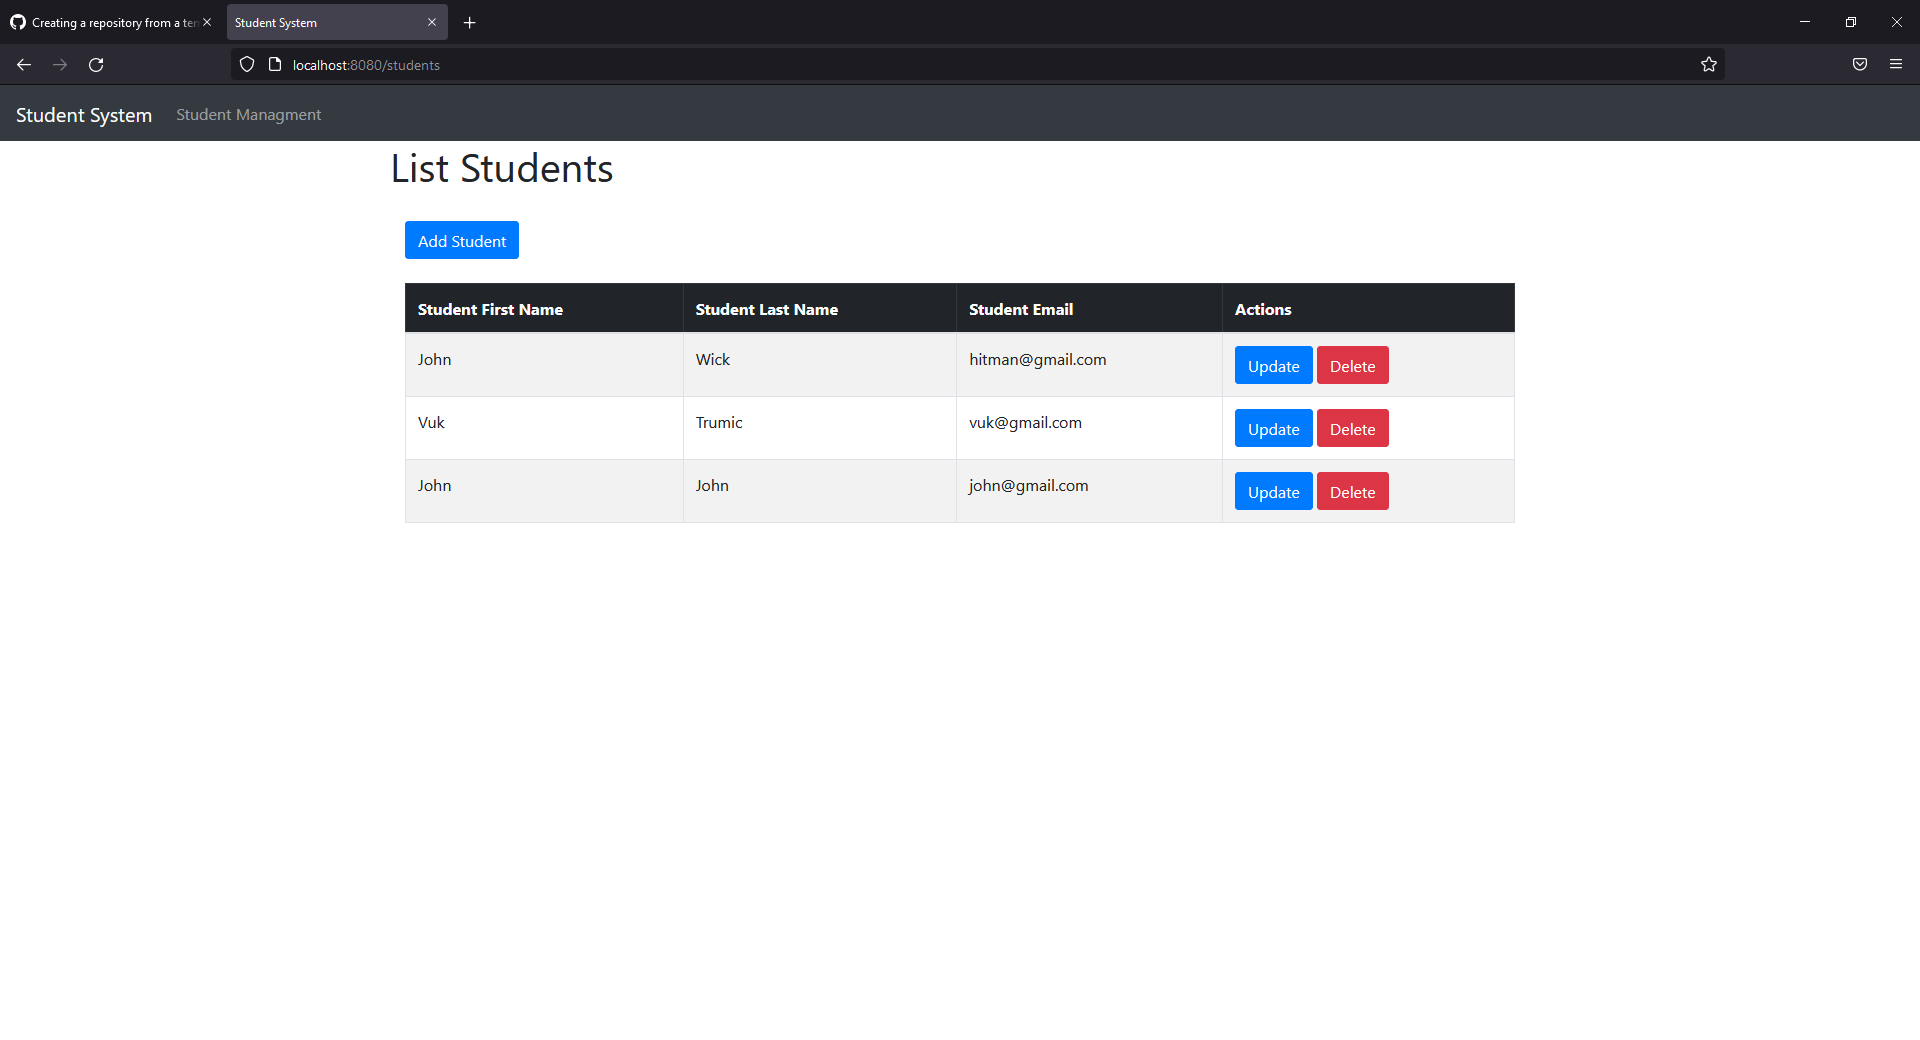 Creating a repository from a ten
Student System
localhost:8080/students
Student System Student Managment
List Students
Add Student
Student First Name Student Last Name Student Email Actions
John Wick hitman@gmail.com Update Delete
Vuk Trumic vuk@gmail.com Update Delete
John John john@gmail.com Update Delete